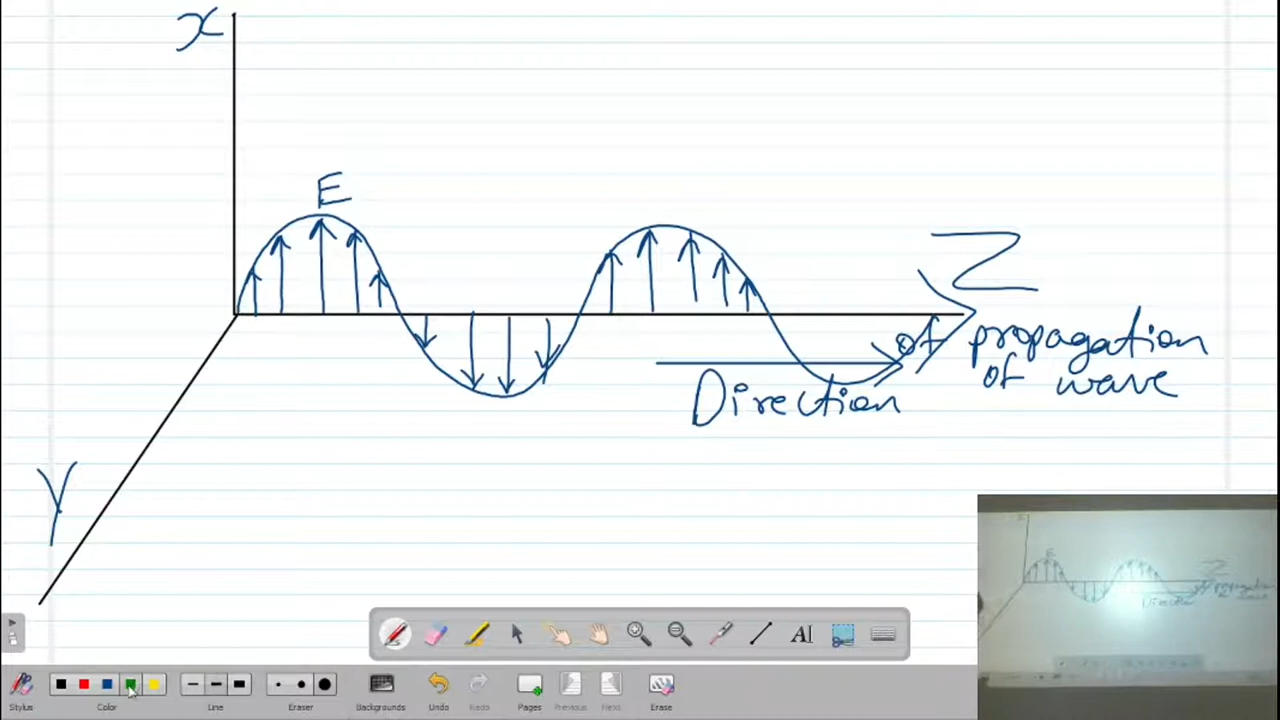 x
E
Z
of propagation
of wave
Direction
Y
Stylus
Color
Line
Eraser
Backgrounds
Undo
Redo
Pages
Previous
Next
Erase